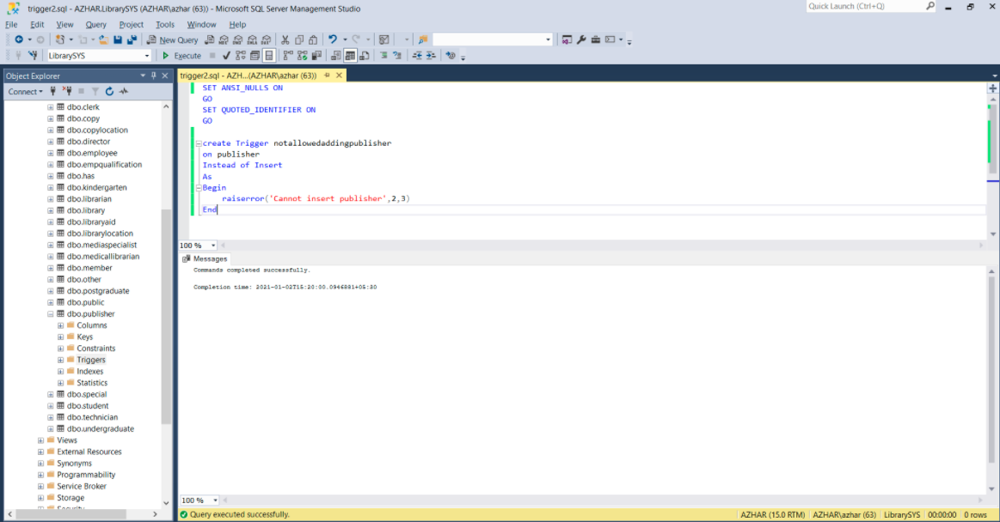 trigger2.sql - AZHAR.LibrarySYS (AZHAR\azhar (63)) - Microsoft SQL Server Management Studio
Quick Launch (Ctrl+Q)
File Edit View Query Project Tools Window Help
New Query
LibrarySYS
Execute
Object Explorer
Connect
dbo.clerk
dbo.copy
dbo.copylocation
dbo.director
dbo.employee
dbo.empqualification
dbo.has
dbo.kindergarten
dbo.librarian
dbo.library
dbo.libraryaid
dbo.librarylocation
dbo.mediaspecialist
dbo.medicallibrarian
dbo.member
dbo.other
dbo.postgraduate
dbo.public
dbo.publisher
Columns
Keys
Constraints
Triggers
Indexes
Statistics
dbo.special
dbo.student
dbo.technician
dbo.undergraduate
Views
External Resources
Synonyms
Programmability
Service Broker
Storage
Security
trigger2.sql - AZH...(AZHAR\azhar (63))
SET ANSI_NULLS ON
GO
SET QUOTED_IDENTIFIER ON
GO
create Trigger notallowedaddingpublisher
on publisher
Instead of Insert
As
Begin
raiserror('Cannot insert publisher',2,3)
End
100 %
Messages
Commands completed successfully.
Completion time: 2021-01-02T15:20:00.0946891+05:30
100 %
Query executed successfully.
AZHAR (15.0 RTM) AZHAR\azhar (63) LibrarySYS 00:00:00 0 rows